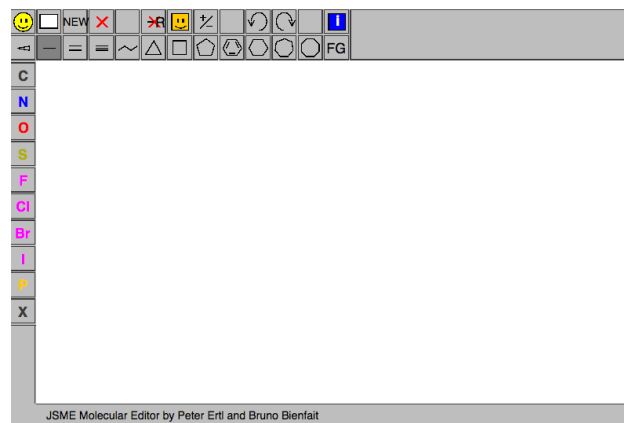 NEW R +/- i
FG
C
N
O
S
F
Cl
Br
I
P
X
JSME Molecular Editor by Peter Ertl and Bruno Bienfait